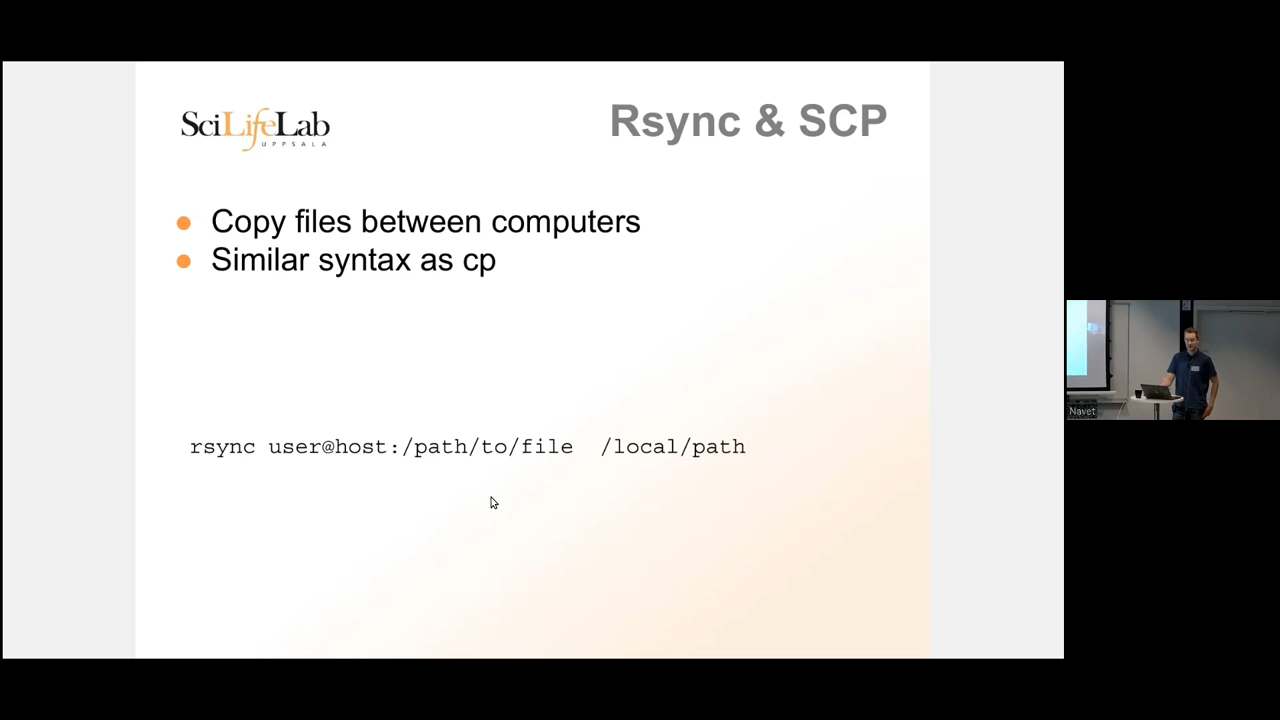 SciLifeLab
UPPSALA
Rsync & SCP
Copy files between computers
Similar syntax as cp
rsync user@host:/path/to/file /local/path
Navet